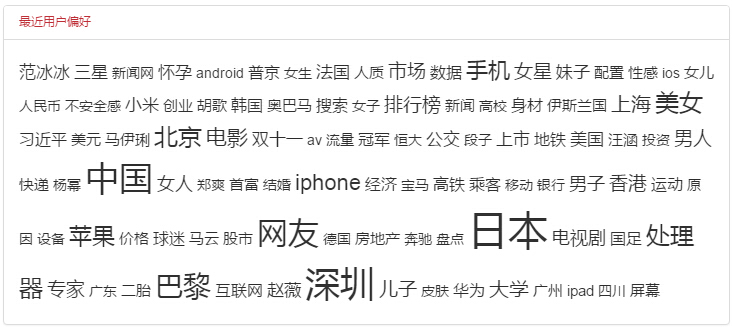 最近用户偏好
范冰冰 三星 新闻网 怀孕 android 普京 女生 法国 人质 市场 数据 手机 女星 妹子 配置 性感 ios 女儿
人民币 不安全感 小米 创业 胡歌 韩国 奥巴马 搜索 女子 排行榜 新闻 高校 身材 伊斯兰国 上海 美女
习近平 美元 马伊琍 北京 电影 双十一 av 流量 冠军 恒大 公交 段子 上市 地铁 美国 汪涵 投资 男人
快递 杨幂 中国 女人 郑爽 首富 结婚 iphone 经济 宝马 高铁 乘客 移动 银行 男子 香港 运动 原
因 设备 苹果 价格 球迷 马云 股市 网友 德国 房地产 奔驰 盘点 日本 电视剧 国足 处理
器 专家 广东 二胎 巴黎 互联网 赵薇 深圳 儿子 皮肤 华为 大学 广州 ipad 四川 屏幕